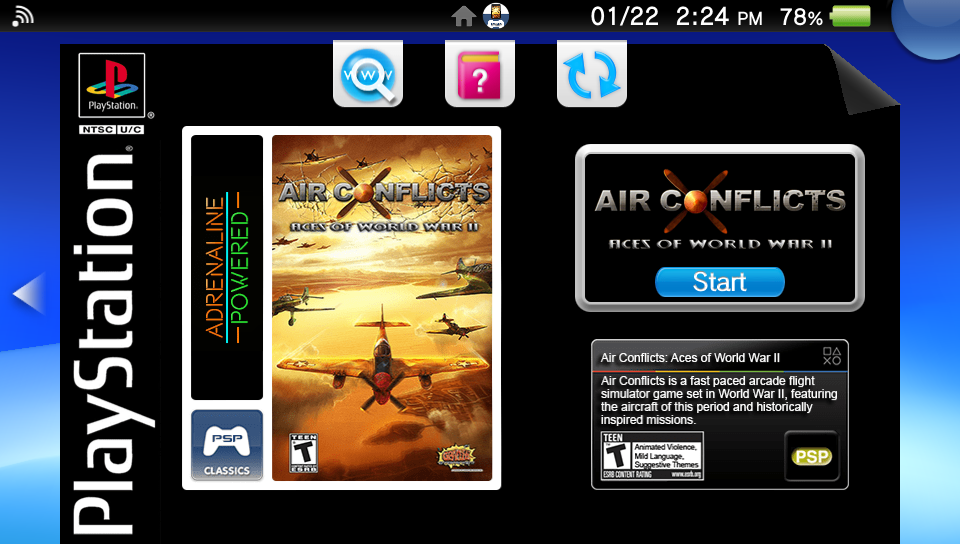 01/22 2:24 PM 78%
www
?
PlayStation®
NTSC U/C
PlayStation®
ADRENALINE
POWERED
PSP
CLASSICS
AIR CONFLICTS
ACES OF WORLD WAR II
TEEN
T
ESRB
AIR CONFLICTS
ACES OF WORLD WAR II
Start
Air Conflicts: Aces of World War II
Air Conflicts is a fast paced arcade flight
simulator game set in World War II, featuring
the aircraft of this period and historically
inspired missions.
TEEN
T
Animated Violence,
Mild Language,
Suggestive Themes
ESRB CONTENT RATING www.esrb.org
PSP